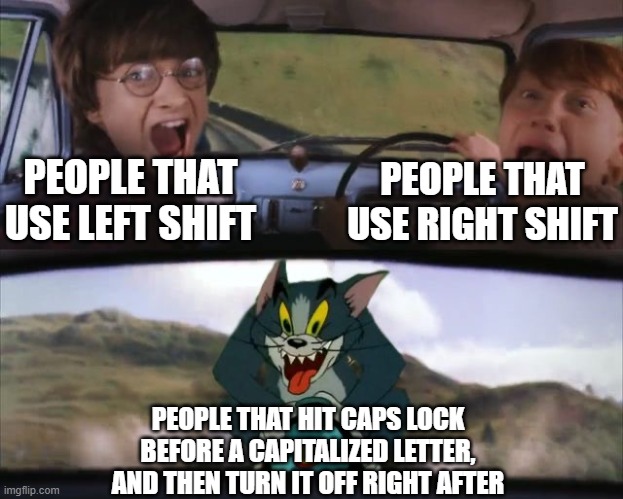 PEOPLE THAT
USE LEFT SHIFT
PEOPLE THAT
USE RIGHT SHIFT
PEOPLE THAT HIT CAPS LOCK
BEFORE A CAPITALIZED LETTER,
AND THEN TURN IT OFF RIGHT AFTER
imgflip.com